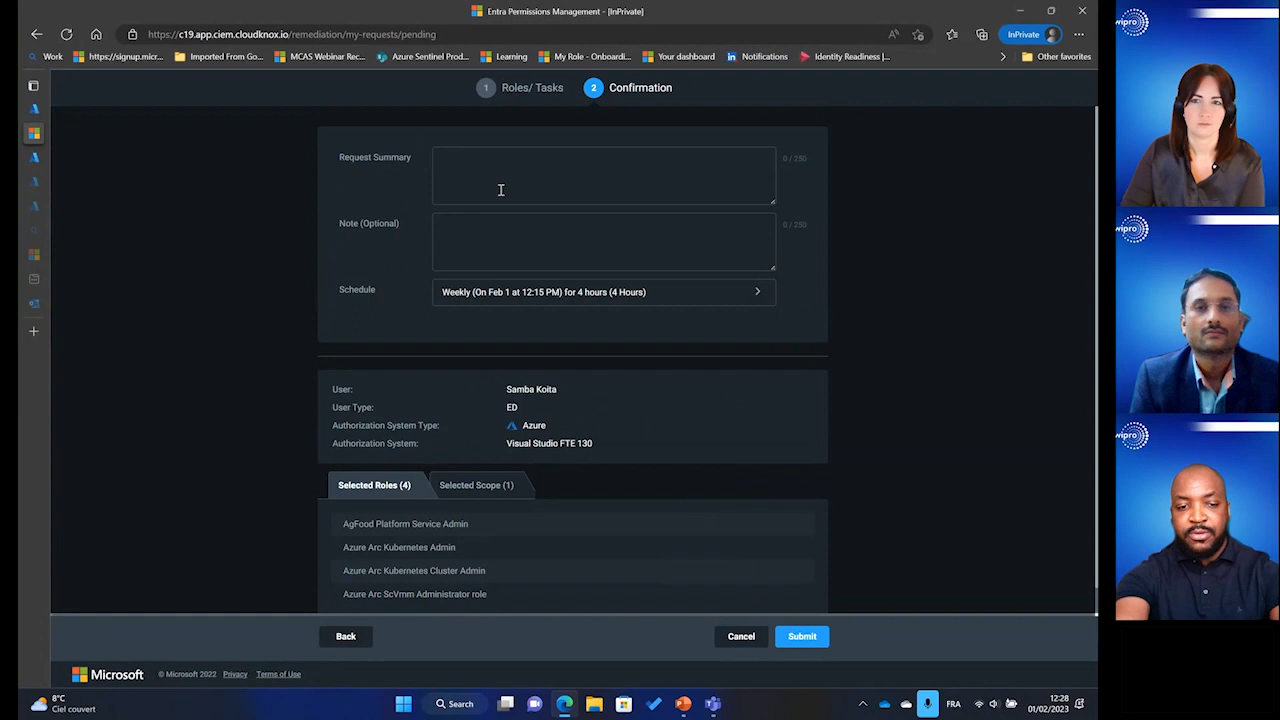 Entra Permissions Management - [InPrivate]
https://c19.app.ciem.cloudknox.io/remediation/my-requests/pending
InPrivate
Work
https://signup.micr...
Imported From Go...
MCAS Webinar Rec...
Azure Sentinel Prod...
Learning
My Role - Onboardi...
Your dashboard
Notifications
Identity Readiness |...
Other favorites
1 Roles/ Tasks
2 Confirmation
Request Summary
0 / 250
Note (Optional)
0 / 250
Schedule
Weekly (On Feb 1 at 12:15 PM) for 4 hours (4 Hours)
User: Samba Koita
User Type: ED
Authorization System Type: Azure
Authorization System: Visual Studio FTE 130
Selected Roles (4)
Selected Scope (1)
AgFood Platform Service Admin
Azure Arc Kubernetes Admin
Azure Arc Kubernetes Cluster Admin
Azure Arc ScVmm Administrator role
Back
Cancel
Submit
Microsoft
© Microsoft 2022
Privacy
Terms of Use
8°C
Ciel couvert
Search
FRA
12:28
01/02/2023
wipro
wipro
wipro